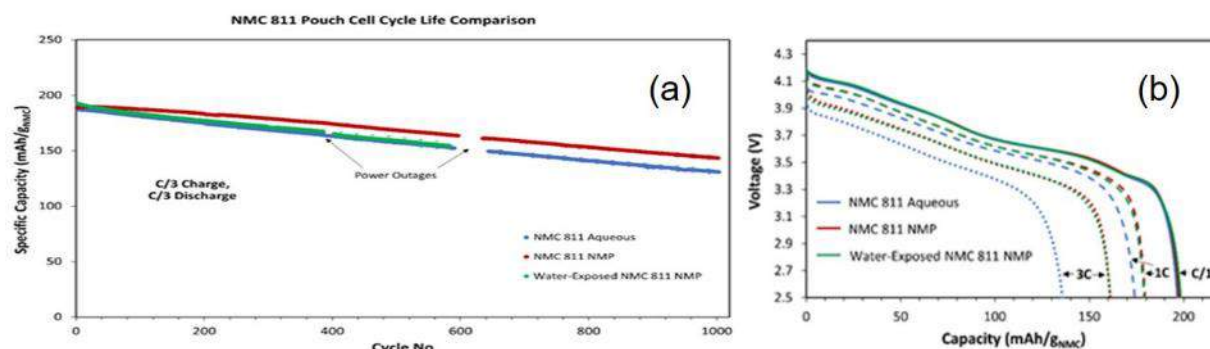 NMC 811 Pouch Cell Cycle Life Comparison
250
200
150
100
50
0
Specific Capacity (mAh/gNMC)
(a)
Power Outages
C/3 Charge,
C/3 Discharge
NMC 811 Aqueous
NMC 811 NMP
Water-Exposed NMC 811 NMP
0
200
400
600
800
1000
Cycle No
4.3
4.1
3.9
3.7
3.5
3.3
3.1
2.9
2.7
2.5
Voltage (V)
(b)
NMC 811 Aqueous
NMC 811 NMP
Water-Exposed NMC 811 NMP
3C
1C
0
50
100
150
200
Capacity (mAh/gNMC)